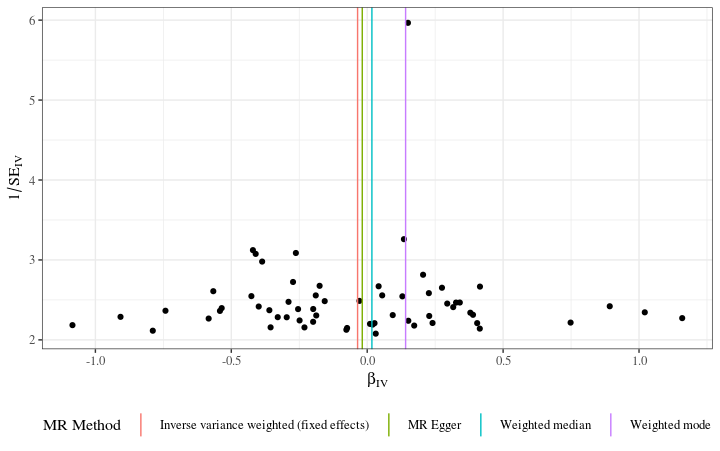 6
5
4
3
2
1/SE_IV
-1.0 -0.5 0.0 0.5 1.0
β_IV
MR Method Inverse variance weighted (fixed effects) MR Egger Weighted median Weighted mode